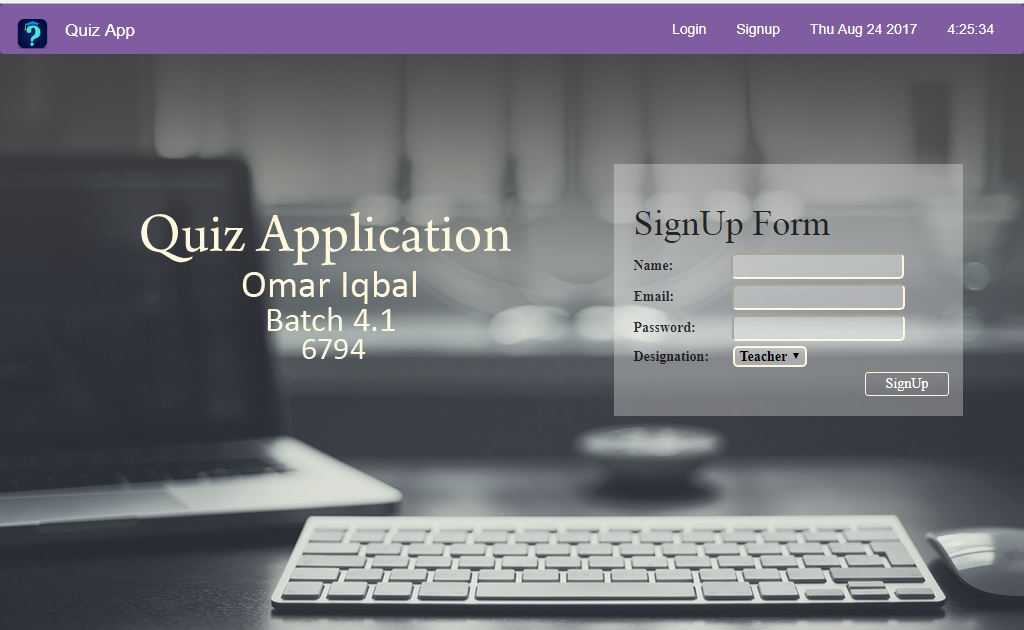 ? Quiz App Login Signup Thu Aug 24 2017 4:25:34
Quiz Application
Omar Iqbal
Batch 4.1
6794
SignUp Form
Name:
Email:
Password:
Designation: Teacher ▼
SignUp